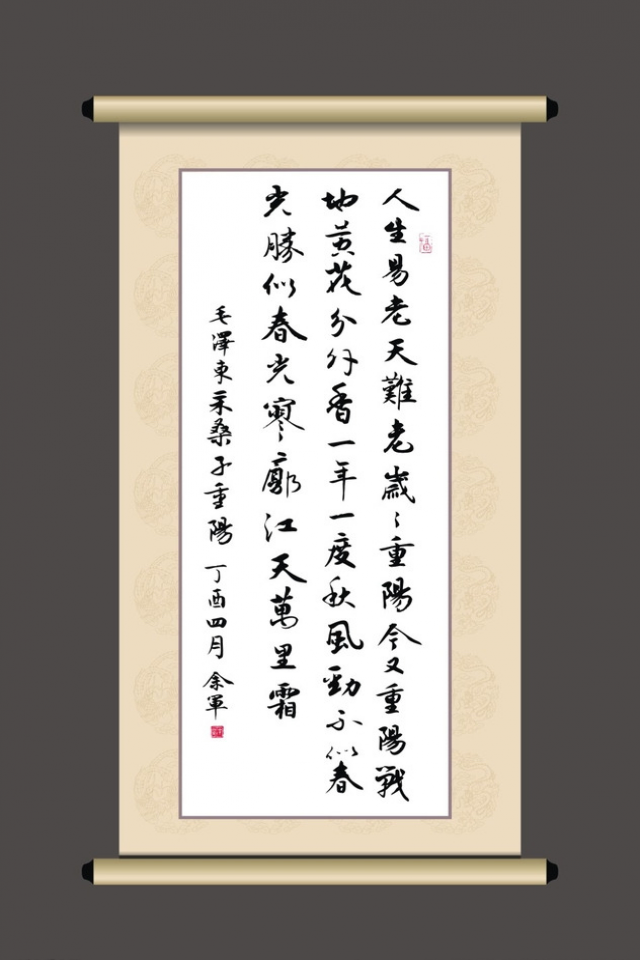 人生易老天難老歲〻重陽今又重陽戰
地黃花分外香一年一度秋風勁不似春
光勝似春光寥廓江天萬里霜
毛澤東采桑子重陽 丁酉四月 余軍